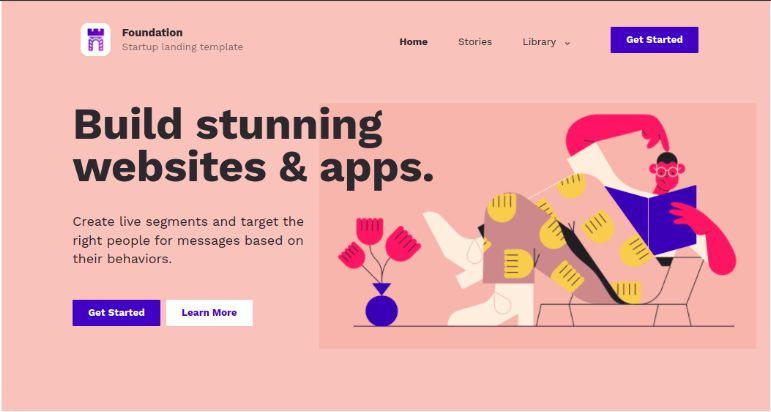 Foundation
Startup landing template
Home
Stories
Library
Get Started
Build stunning
websites & apps.
Create live segments and target the
right people for messages based on
their behaviors.
Get Started
Learn More